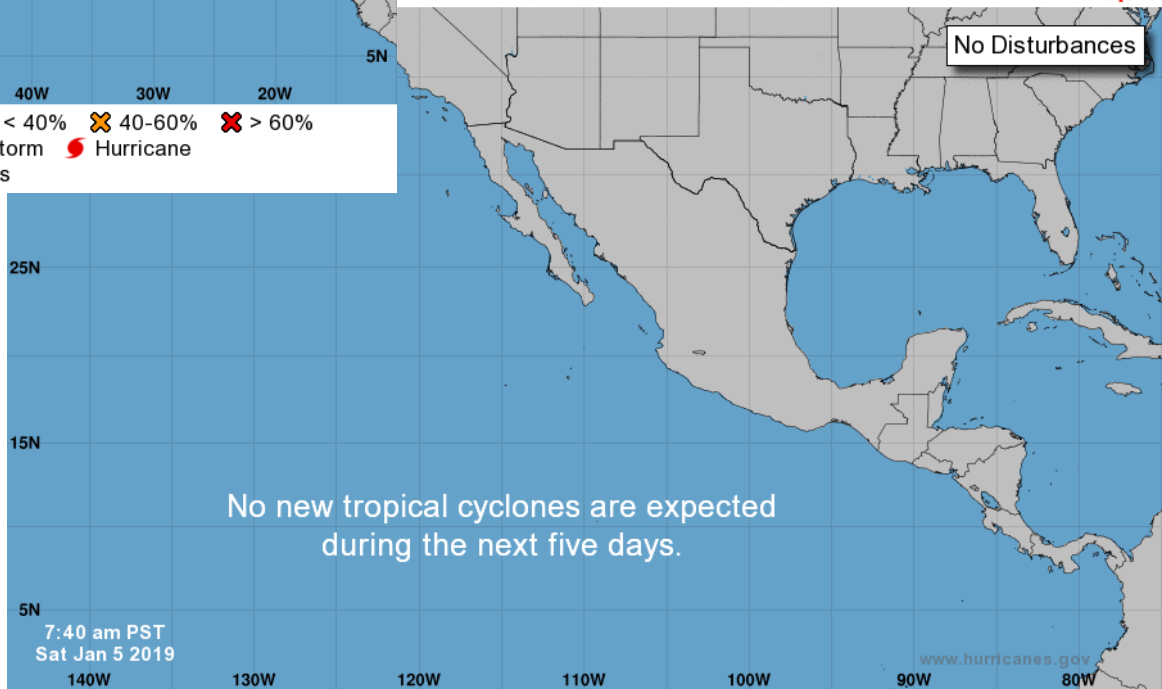 5N
No Disturbances
40W 30W 20W
< 40% 40-60% > 60%
torm Hurricane
s
25N
15N
No new tropical cyclones are expected
during the next five days.
5N
7:40 am PST
Sat Jan 5 2019
www.hurricanes.gov
140W 130W 120W 110W 100W 90W 80W